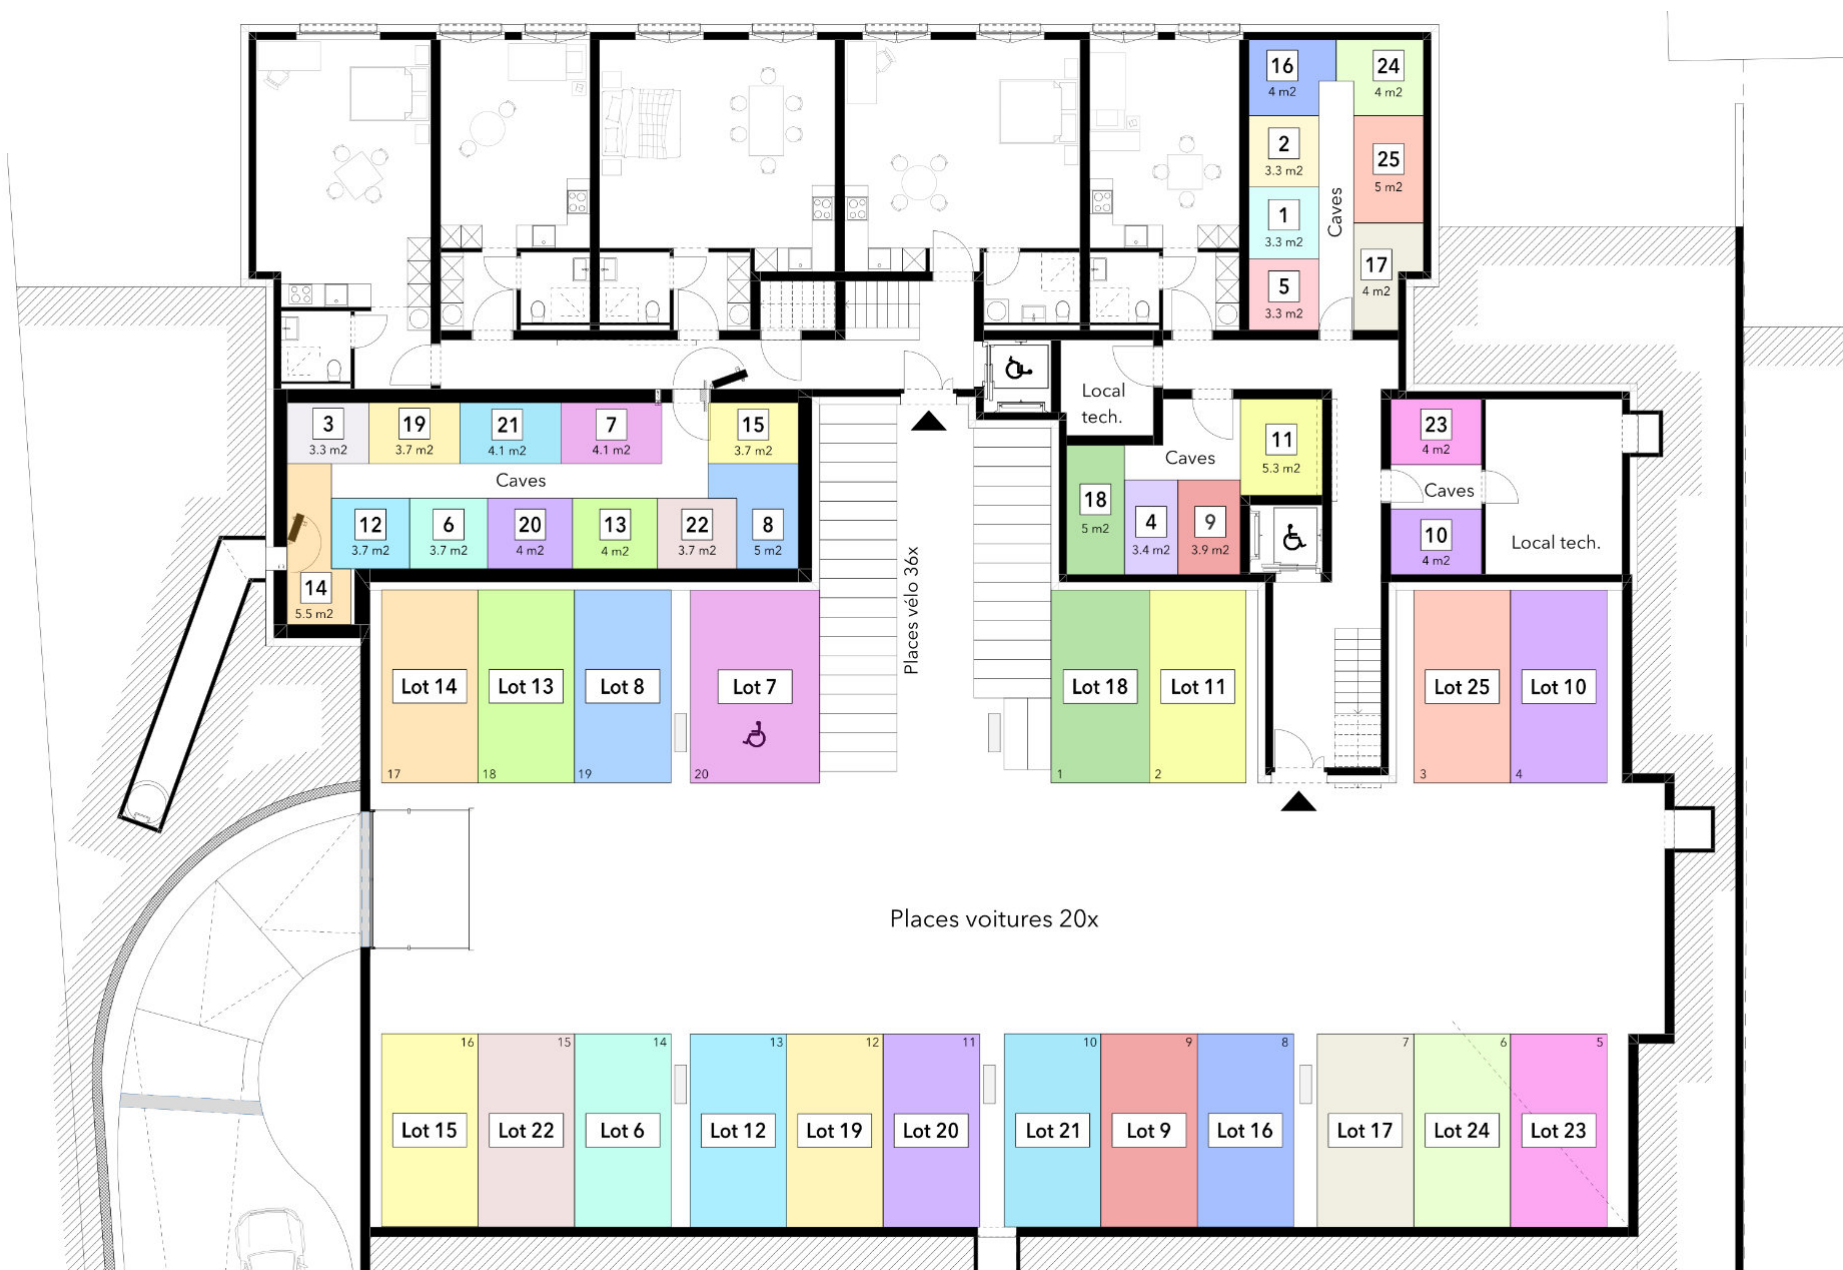 16
4 m2
24
4 m2
2
3.3 m2
25
5 m2
1
3.3 m2
Caves
17
4 m2
5
3.3 m2
3
3.3 m2
19
3.7 m2
21
4.1 m2
7
4.1 m2
15
3.7 m2
Caves
12
3.7 m2
6
3.7 m2
20
4 m2
13
4 m2
22
3.7 m2
8
5 m2
14
5.5 m2
Places vélo 36x
Local
tech.
11
5.3 m2
Caves
18
5 m2
4
3.4 m2
9
3.9 m2
23
4 m2
Caves
10
4 m2
Local tech.
Lot 14
17
Lot 13
18
Lot 8
19
Lot 7
20
Lot 18
1
Lot 11
2
Lot 25
3
Lot 10
4
Places voitures 20x
16
Lot 15
15
Lot 22
14
Lot 6
13
Lot 12
12
Lot 19
11
Lot 20
10
Lot 21
9
Lot 9
8
Lot 16
7
Lot 17
6
Lot 24
5
Lot 23